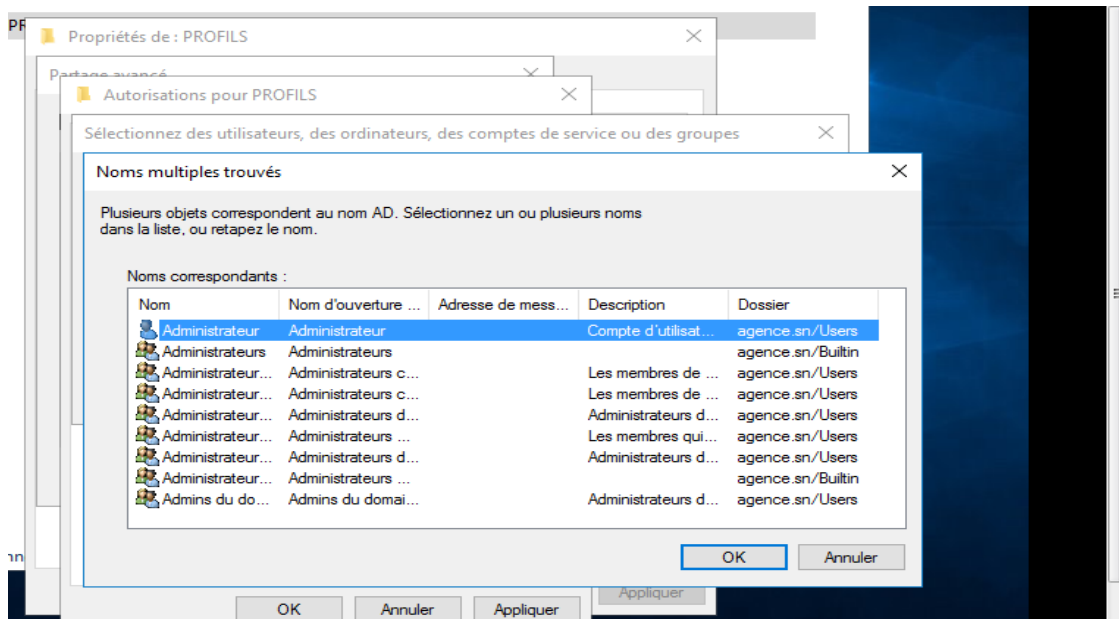 PR
Propriétés de : PROFILS
Partage avancé
Autorisations pour PROFILS
Sélectionnez des utilisateurs, des ordinateurs, des comptes de service ou des groupes
Noms multiples trouvés
Plusieurs objets correspondent au nom AD. Sélectionnez un ou plusieurs noms
dans la liste, ou retapez le nom.
Noms correspondants :
Nom Nom d'ouverture ... Adresse de mess... Description Dossier
Administrateur Administrateur Compte d'utilisat... agence.sn/Users
Administrateurs Administrateurs agence.sn/Builtin
Administrateur... Administrateurs c... Les membres de ... agence.sn/Users
Administrateur... Administrateurs c... Les membres de ... agence.sn/Users
Administrateur... Administrateurs d... Administrateurs d... agence.sn/Users
Administrateur... Administrateurs ... Les membres qui... agence.sn/Users
Administrateur... Administrateurs d... Administrateurs d... agence.sn/Users
Administrateur... Administrateurs ... agence.sn/Builtin
Admins du do... Admins du domai... Administrateurs d... agence.sn/Users
OK Annuler
Appliquer
OK Annuler Appliquer